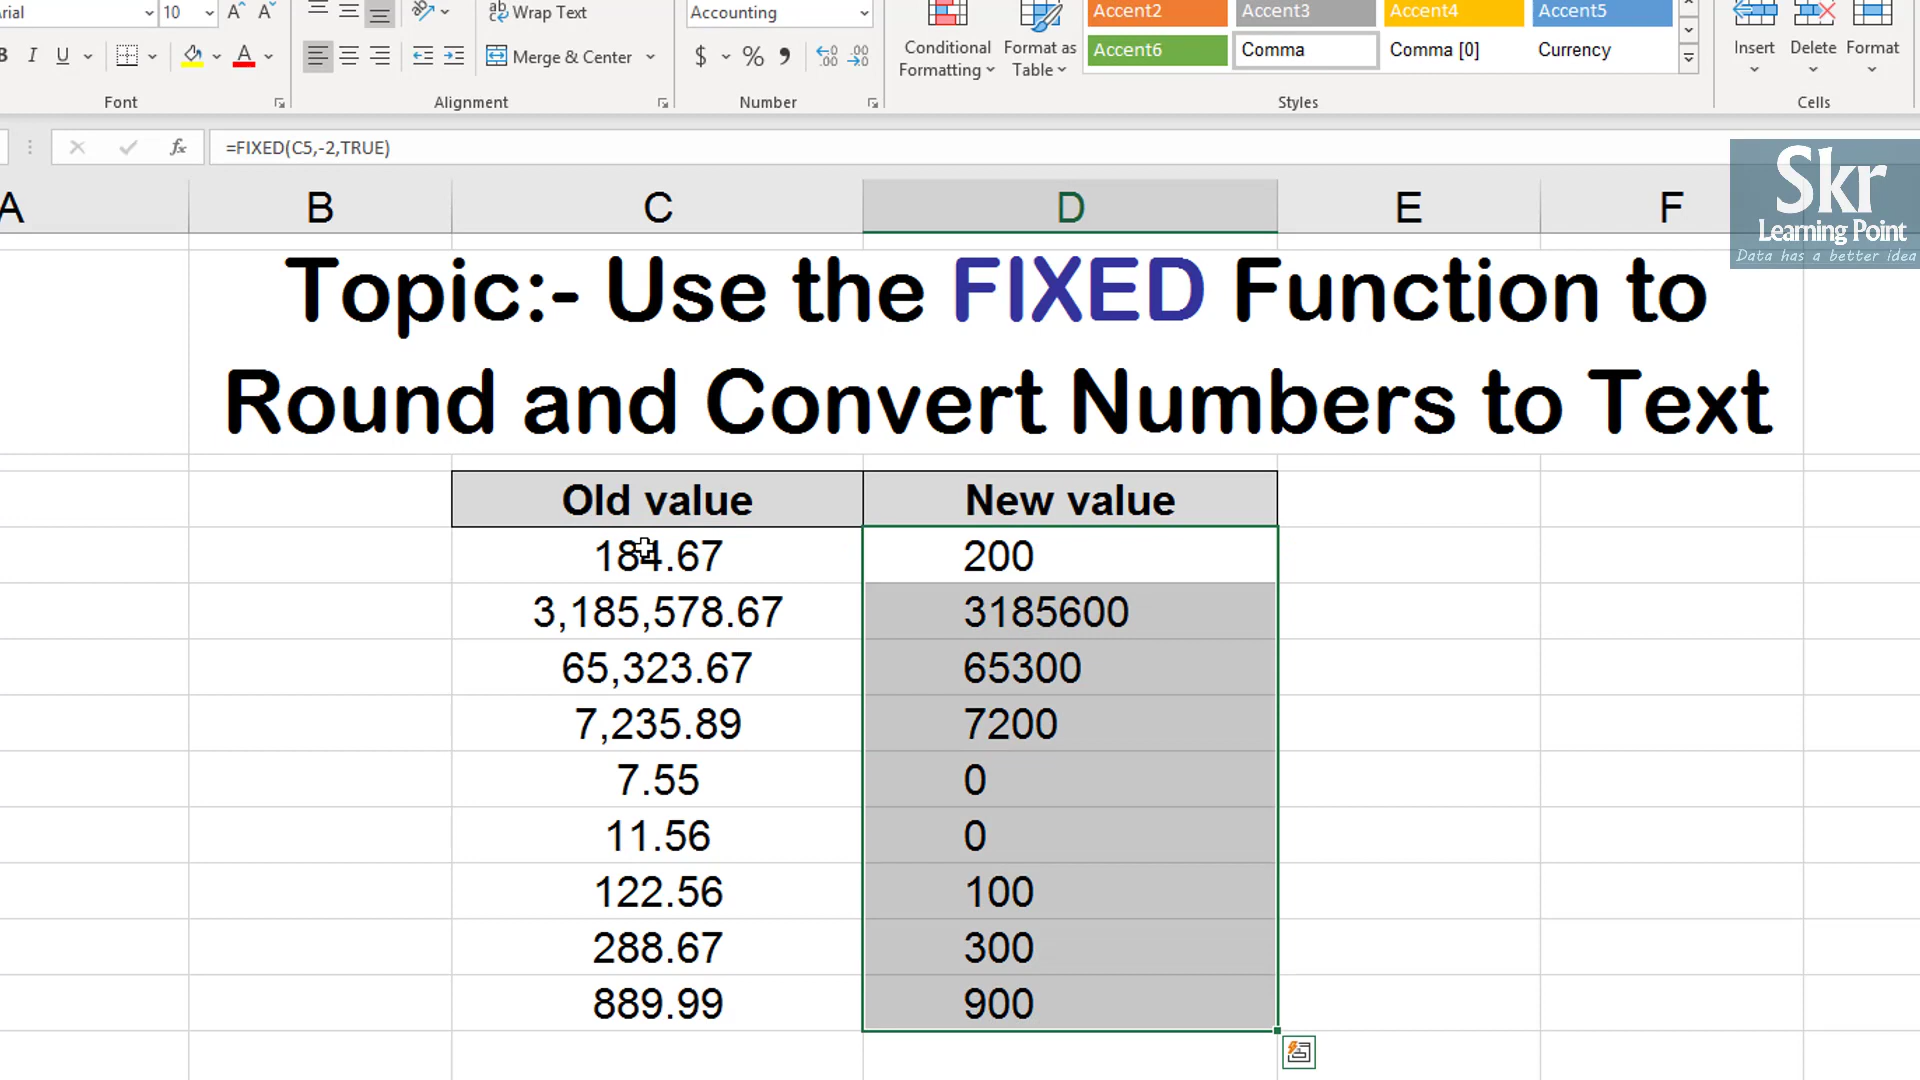 rial 10 A A Wrap Text Accounting Accent2 Accent3 Accent4 Accent5
B I U A Merge & Center $ % Conditional Formatting Format as Table Accent6 Comma Comma [0] Currency Insert Delete Format
Font Alignment Number Styles Cells
fx =FIXED(C5,-2,TRUE)
A B C D E F
Skr
Learning Point
Data has a better idea
Topic:- Use the FIXED Function to
Round and Convert Numbers to Text
Old value New value
184.67 200
3,185,578.67 3185600
65,323.67 65300
7,235.89 7200
7.55 0
11.56 0
122.56 100
288.67 300
889.99 900